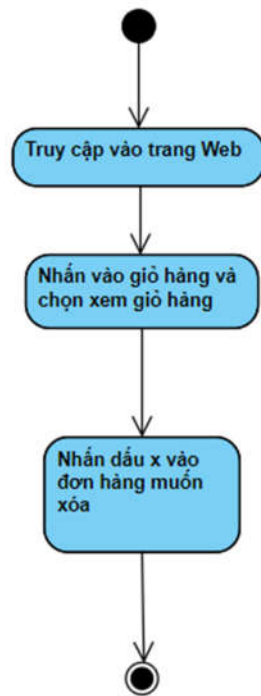 Truy cập vào trang Web
Nhấn vào giỏ hàng và
chọn xem giỏ hàng
Nhấn dấu x vào
đơn hàng muốn
xóa